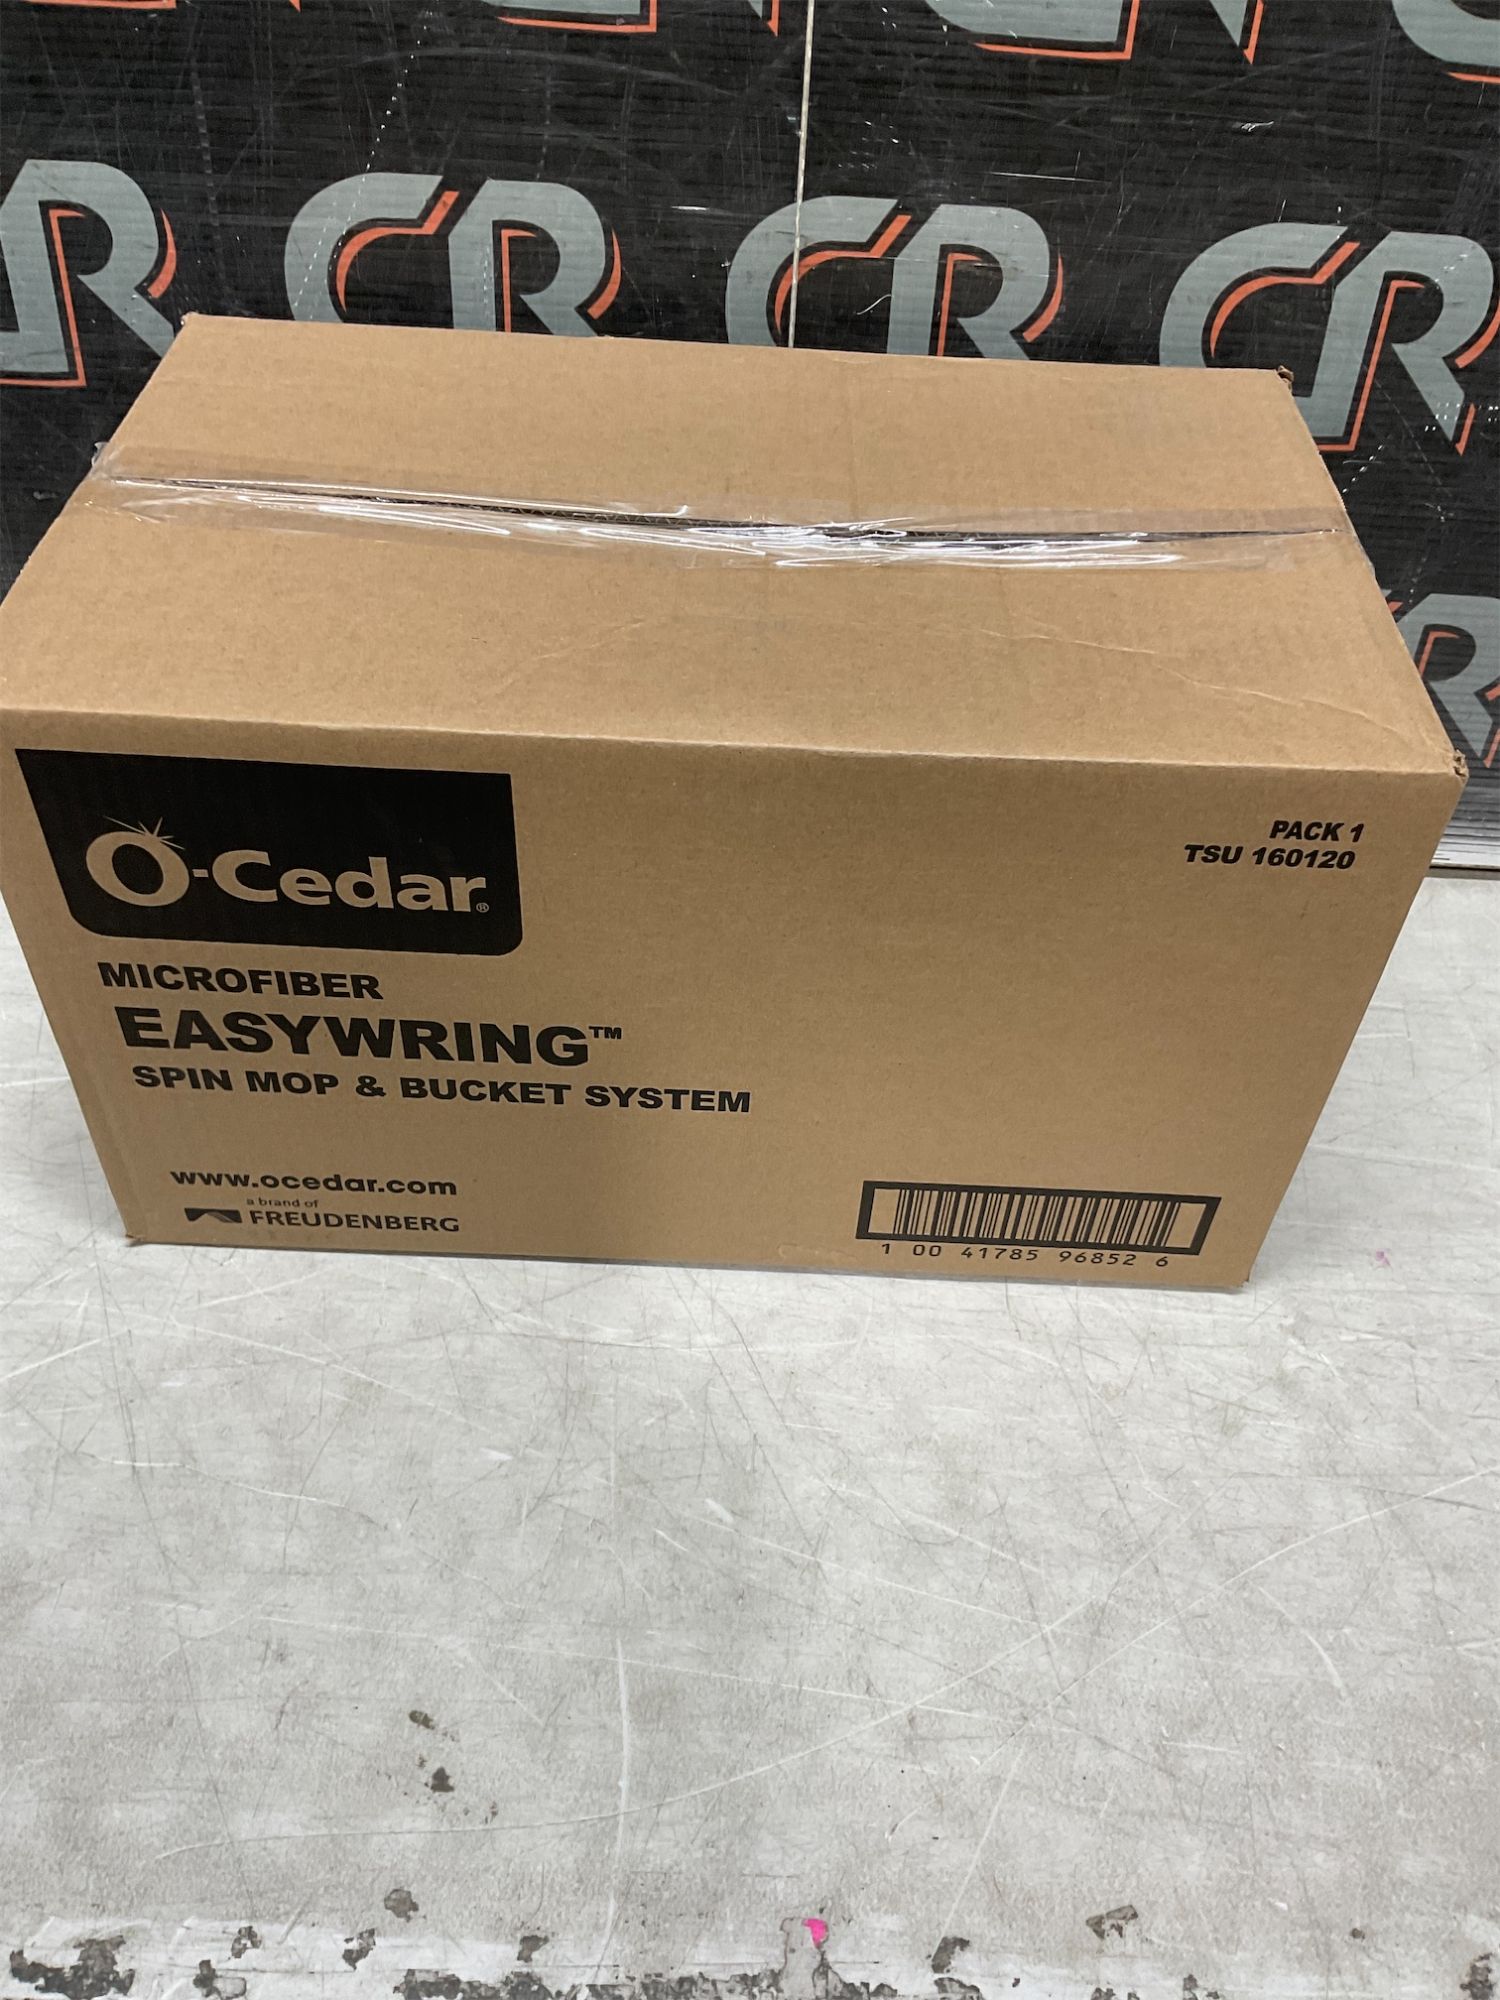 CR CR CR CR
CR
O-Cedar®
PACK 1
TSU 160120
MICROFIBER
EASYWRING™
SPIN MOP & BUCKET SYSTEM
www.ocedar.com
a brand of
FREUDENBERG
1 00 41785 96852 6